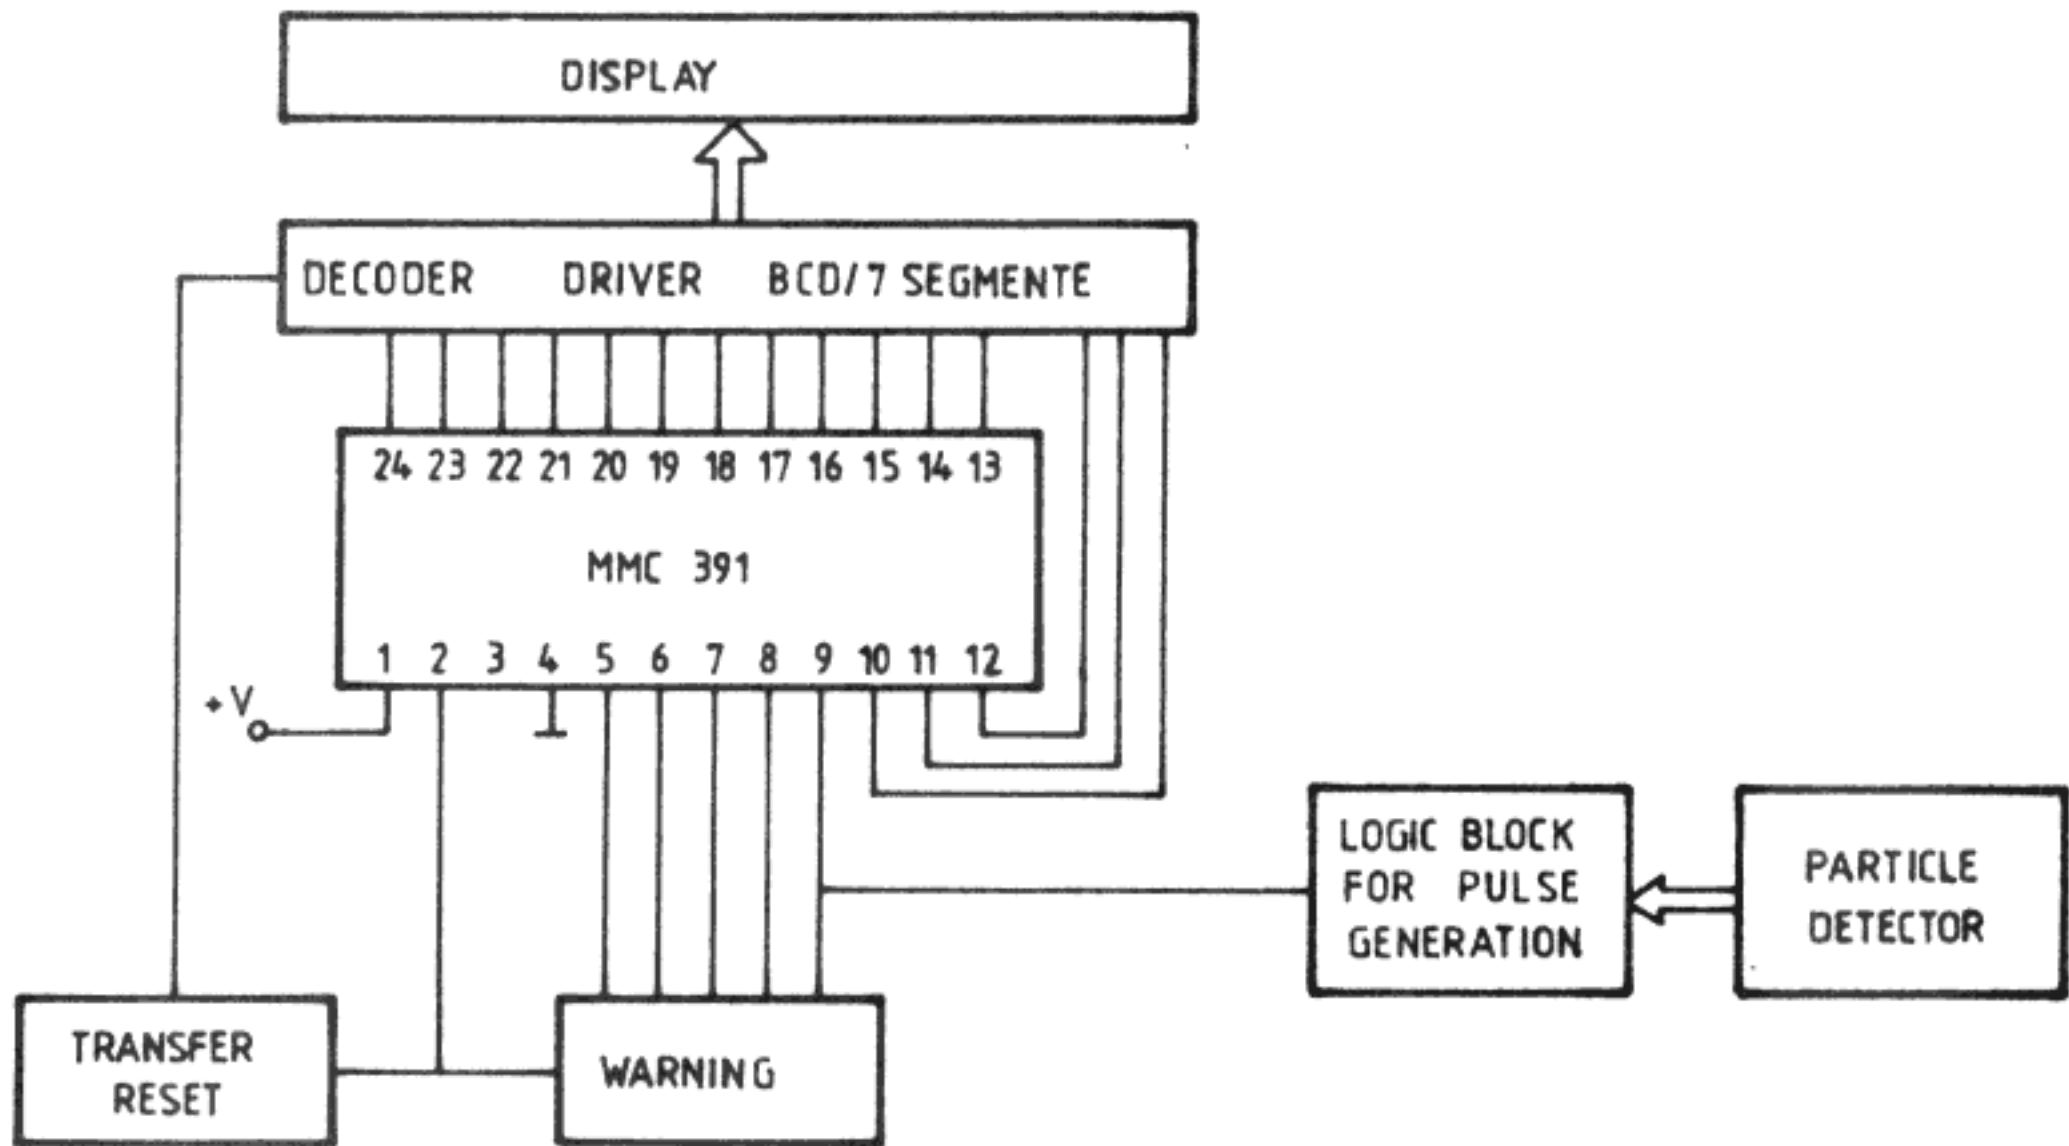 DISPLAY
DECODER DRIVER BCD/7 SEGMENTE
24 23 22 21 20 19 18 17 16 15 14 13
MMC 391
1 2 3 4 5 6 7 8 9 10 11 12
+V
LOGIC BLOCK
FOR PULSE
GENERATION
PARTICLE
DETECTOR
TRANSFER
RESET
WARNING